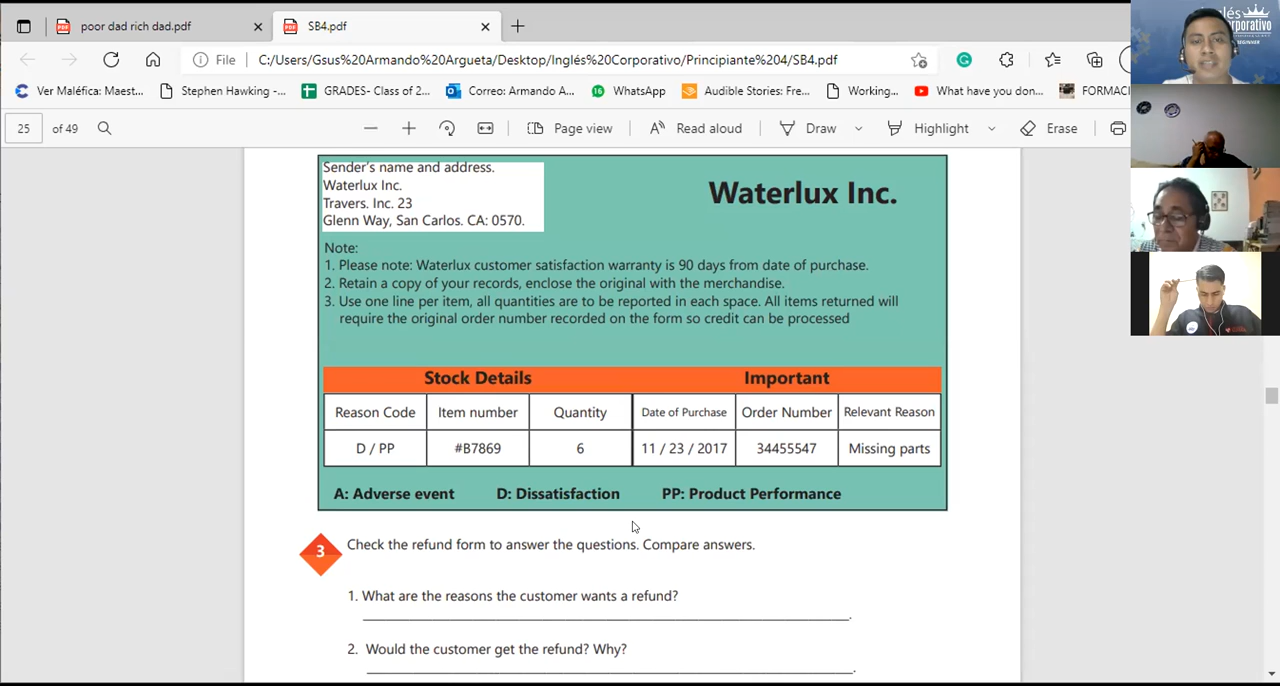 poor dad rich dad.pdf
SB4.pdf
File
C:/Users/Gsus%20Armando%20Argueta/Desktop/Inglés%20Corporativo/Principiante%204/SB4.pdf
Ver Maléfica: Maest...
Stephen Hawking -...
GRADES- Class of 2...
Correo: Armando A...
16
WhatsApp
Audible Stories: Fre...
Working...
What have you don...
FORMACI
25
of 49
Page view
Read aloud
Draw
Highlight
Erase
Sender's name and address.
Waterlux Inc.
Travers. Inc. 23
Glenn Way, San Carlos. CA: 0570.
Waterlux Inc.
Note:
1. Please note: Waterlux customer satisfaction warranty is 90 days from date of purchase.
2. Retain a copy of your records, enclose the original with the merchandise.
3. Use one line per item, all quantities are to be reported in each space. All items returned will
require the original order number recorded on the form so credit can be processed
Stock Details
Important
Reason Code
Item number
Quantity
Date of Purchase
Order Number
Relevant Reason
D / PP
#B7869
6
11 / 23 / 2017
34455547
Missing parts
A: Adverse event
D: Dissatisfaction
PP: Product Performance
3
Check the refund form to answer the questions. Compare answers.
1. What are the reasons the customer wants a refund?
2. Would the customer get the refund? Why?